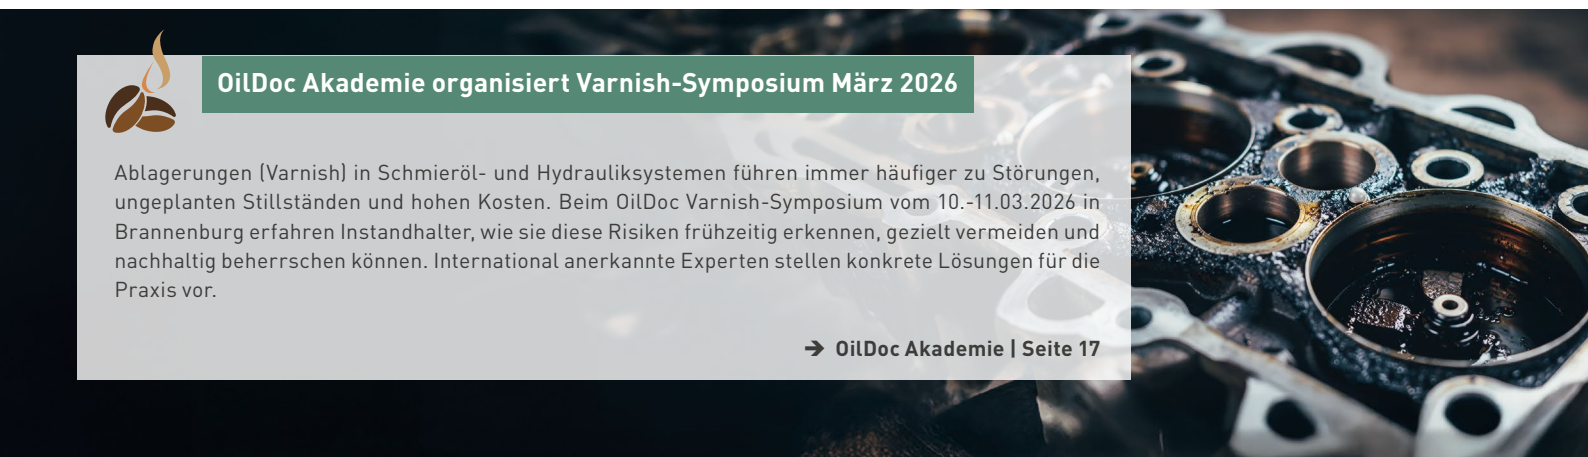 OilDoc Akademie organisiert Varnish-Symposium März 2026
Ablagerungen (Varnish) in Schmieröl- und Hydrauliksystemen führen immer häufiger zu Störungen,
ungeplanten Stillständen und hohen Kosten. Beim OilDoc Varnish-Symposium vom 10.-11.03.2026 in
Brannenburg erfahren Instandhalter, wie sie diese Risiken frühzeitig erkennen, gezielt vermeiden und
nachhaltig beherrschen können. International anerkannte Experten stellen konkrete Lösungen für die
Praxis vor.
➔ OilDoc Akademie | Seite 17